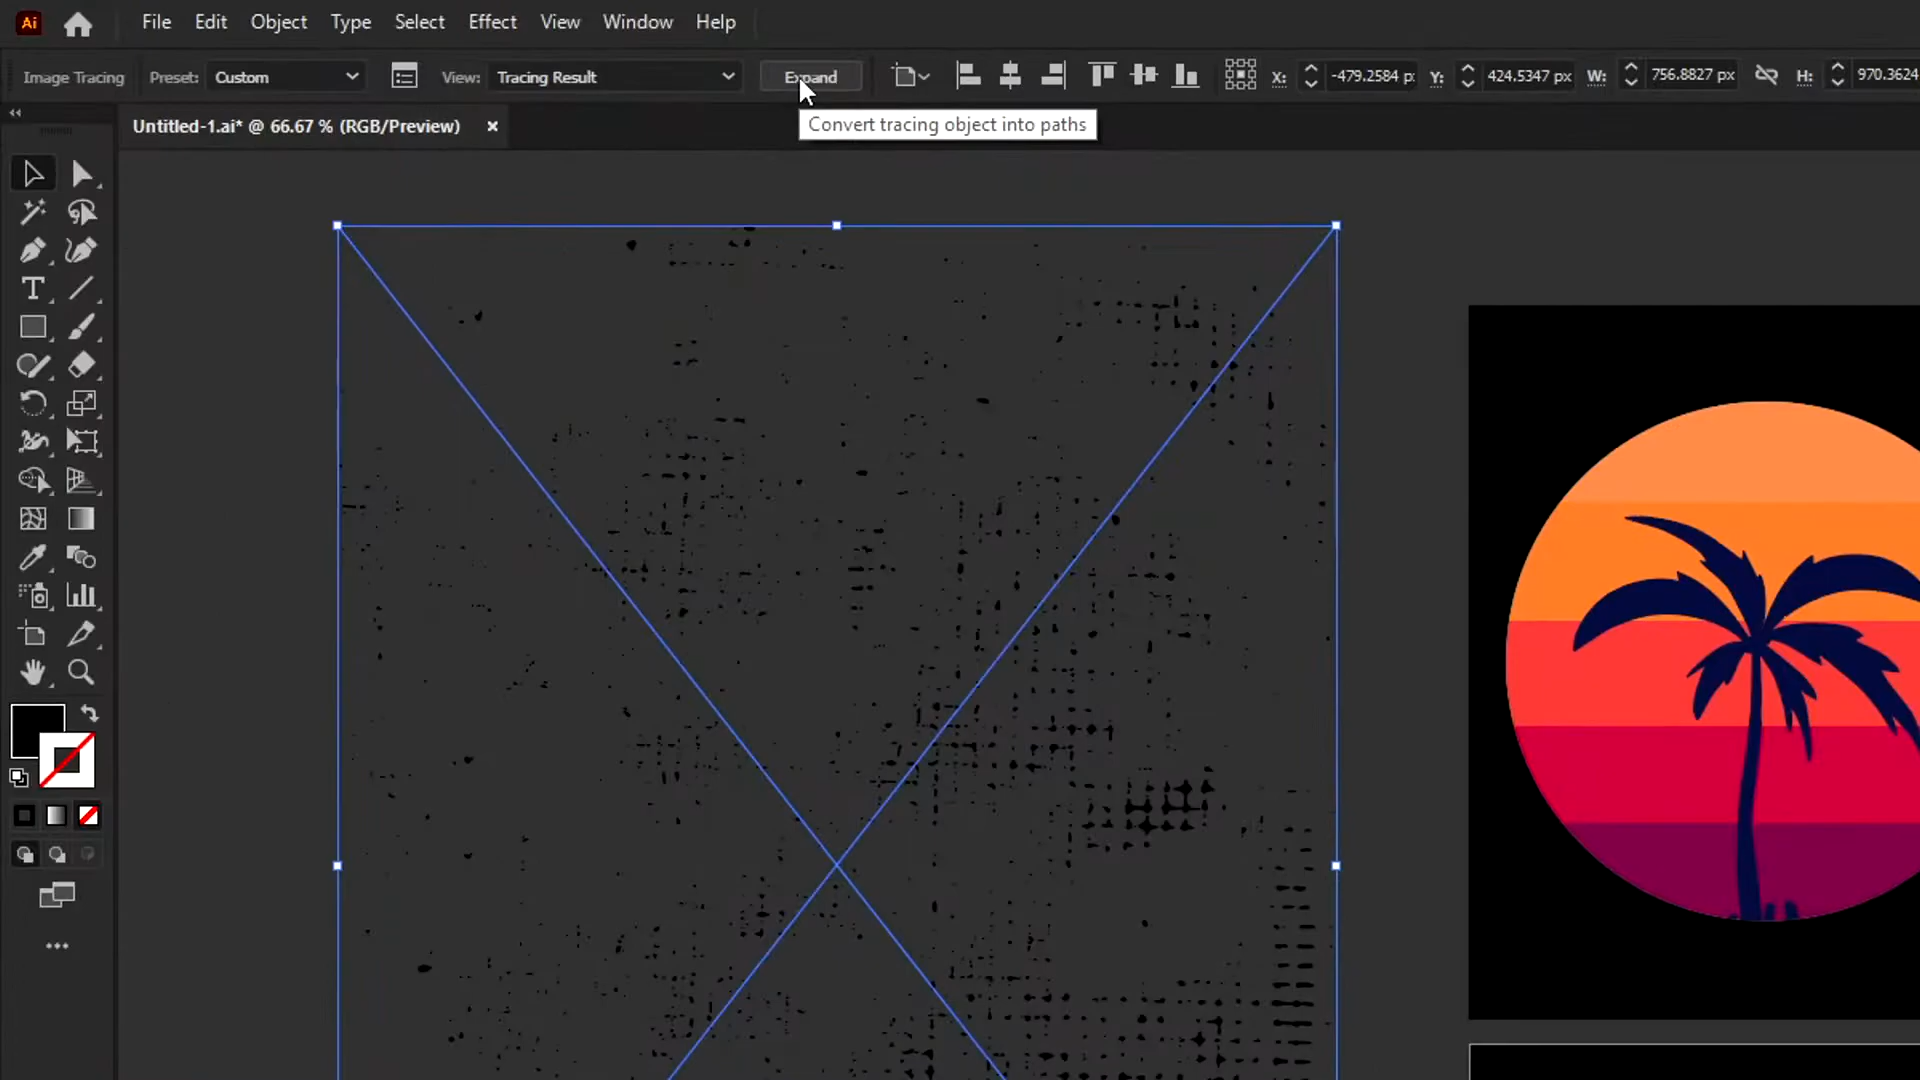 Ai File Edit Object Type Select Effect View Window Help
Image Tracing Preset: Custom View: Tracing Result Expand X: -479.2584 p Y: 424.5347 px W: 756.8827 px H: 970.3624
Convert tracing object into paths
Untitled-1.ai* @ 66.67 % (RGB/Preview) ×
T